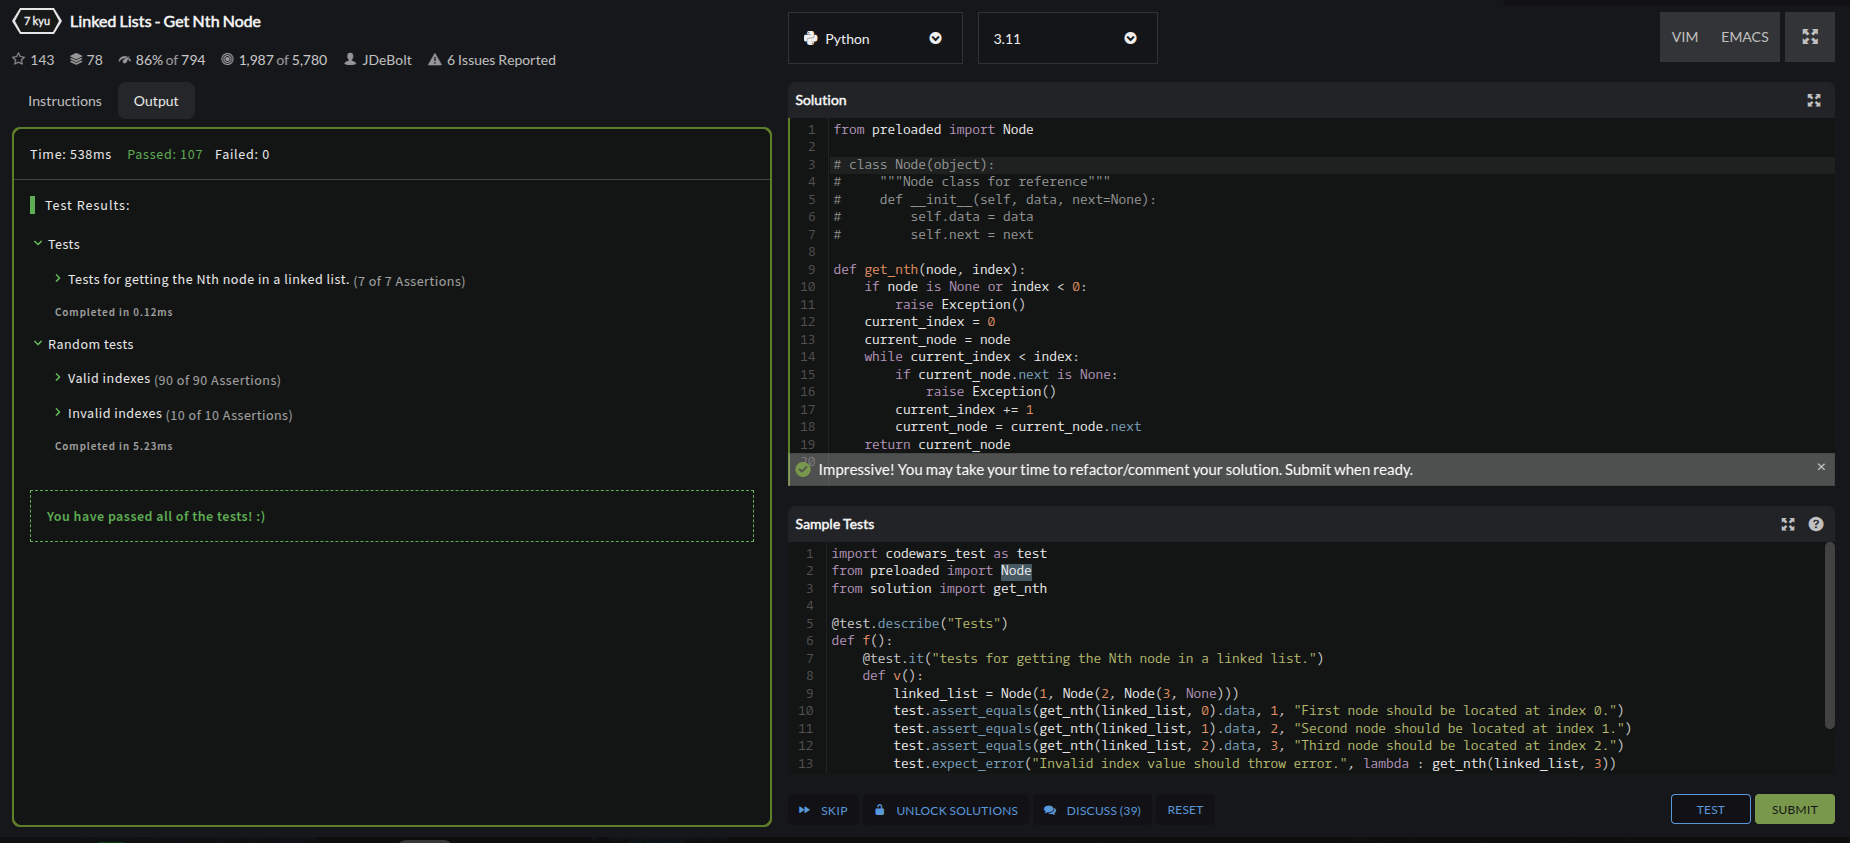 7 kyu Linked Lists - Get Nth Node
143 78 86% of 794 1,987 of 5,780 JDeBolt 6 Issues Reported
Instructions Output
Time: 538ms Passed: 107 Failed: 0
Test Results:
Tests
Tests for getting the Nth node in a linked list. (7 of 7 Assertions)
Completed in 0.12ms
Random tests
Valid indexes (90 of 90 Assertions)
Invalid indexes (10 of 10 Assertions)
Completed in 5.23ms
You have passed all of the tests! :)
Python 3.11 VIM EMACS
Solution
1 from preloaded import Node
2
3 # class Node(object):
4 #     """Node class for reference"""
5 #     def __init__(self, data, next=None):
6 #         self.data = data
7 #         self.next = next
8
9 def get_nth(node, index):
10     if node is None or index < 0:
11         raise Exception()
12     current_index = 0
13     current_node = node
14     while current_index < index:
15         if current_node.next is None:
16             raise Exception()
17         current_index += 1
18         current_node = current_node.next
19     return current_node
20
Impressive! You may take your time to refactor/comment your solution. Submit when ready. ×
Sample Tests ?
1 import codewars_test as test
2 from preloaded import Node
3 from solution import get_nth
4
5 @test.describe("Tests")
6 def f():
7     @test.it("tests for getting the Nth node in a linked list.")
8     def v():
9         linked_list = Node(1, Node(2, Node(3, None)))
10         test.assert_equals(get_nth(linked_list, 0).data, 1, "First node should be located at index 0.")
11         test.assert_equals(get_nth(linked_list, 1).data, 2, "Second node should be located at index 1.")
12         test.assert_equals(get_nth(linked_list, 2).data, 3, "Third node should be located at index 2.")
13         test.expect_error("Invalid index value should throw error.", lambda : get_nth(linked_list, 3))
SKIP UNLOCK SOLUTIONS DISCUSS (39) RESET TEST SUBMIT